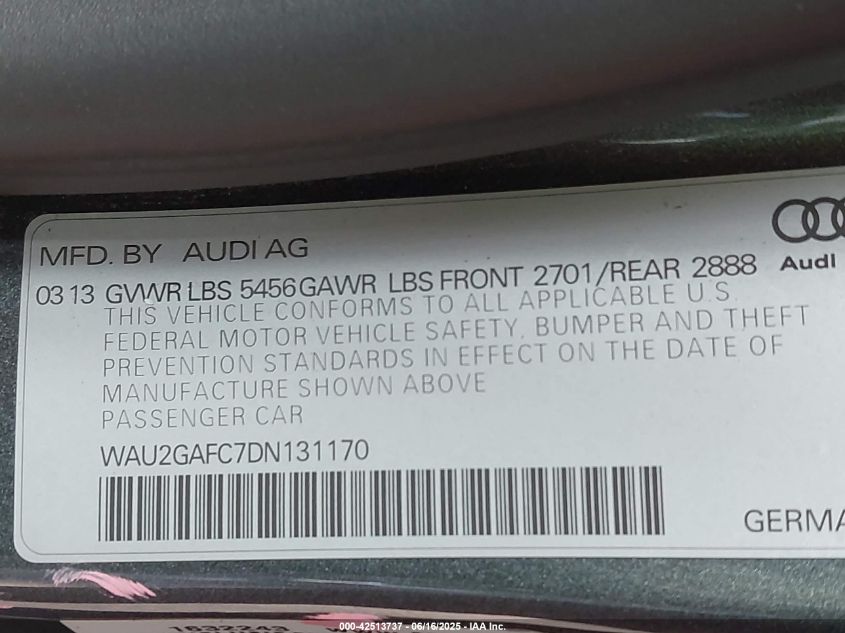 MFD. BY AUDI AG
Audi
03 13 GVWR LBS 5456 GAWR LBS FRONT 2701/REAR 2888
THIS VEHICLE CONFORMS TO ALL APPLICABLE U.S.
FEDERAL MOTOR VEHICLE SAFETY, BUMPER AND THEFT
PREVENTION STANDARDS IN EFFECT ON THE DATE OF
MANUFACTURE SHOWN ABOVE
PASSENGER CAR
WAU2GAFC7DN131170
GERMA
000-42513737 - 06/16/2025 - IAA Inc.